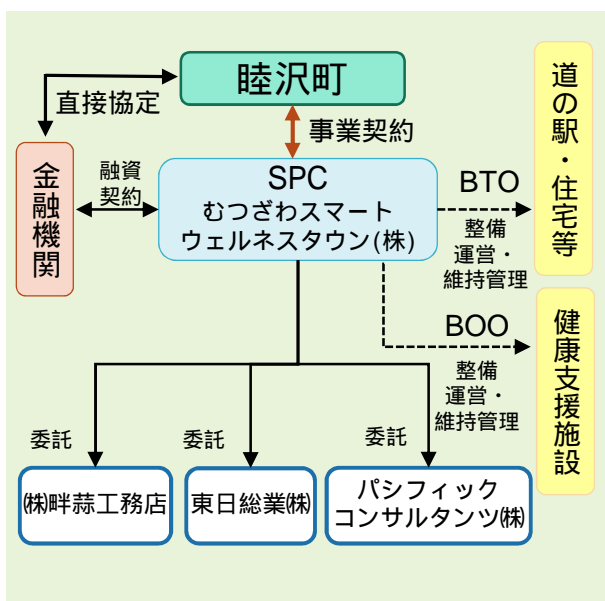 睦沢町
直接協定
事業契約
金融機関
融資
契約
SPC
むつざわスマート
ウェルネスタウン(株)
BTO
整備
運営・
維持管理
道の駅・住宅等
BOO
整備
運営・
維持管理
健康支援施設
委託
委託
委託
㈱畔蒜工務店
東日総業㈱
パシフィック
コンサルタンツ㈱